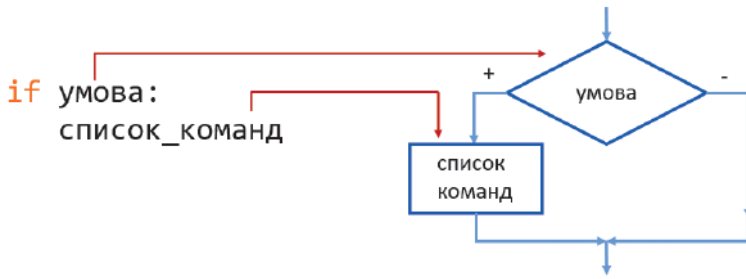 if умова:
список_команд
+
умова
-
список
команд